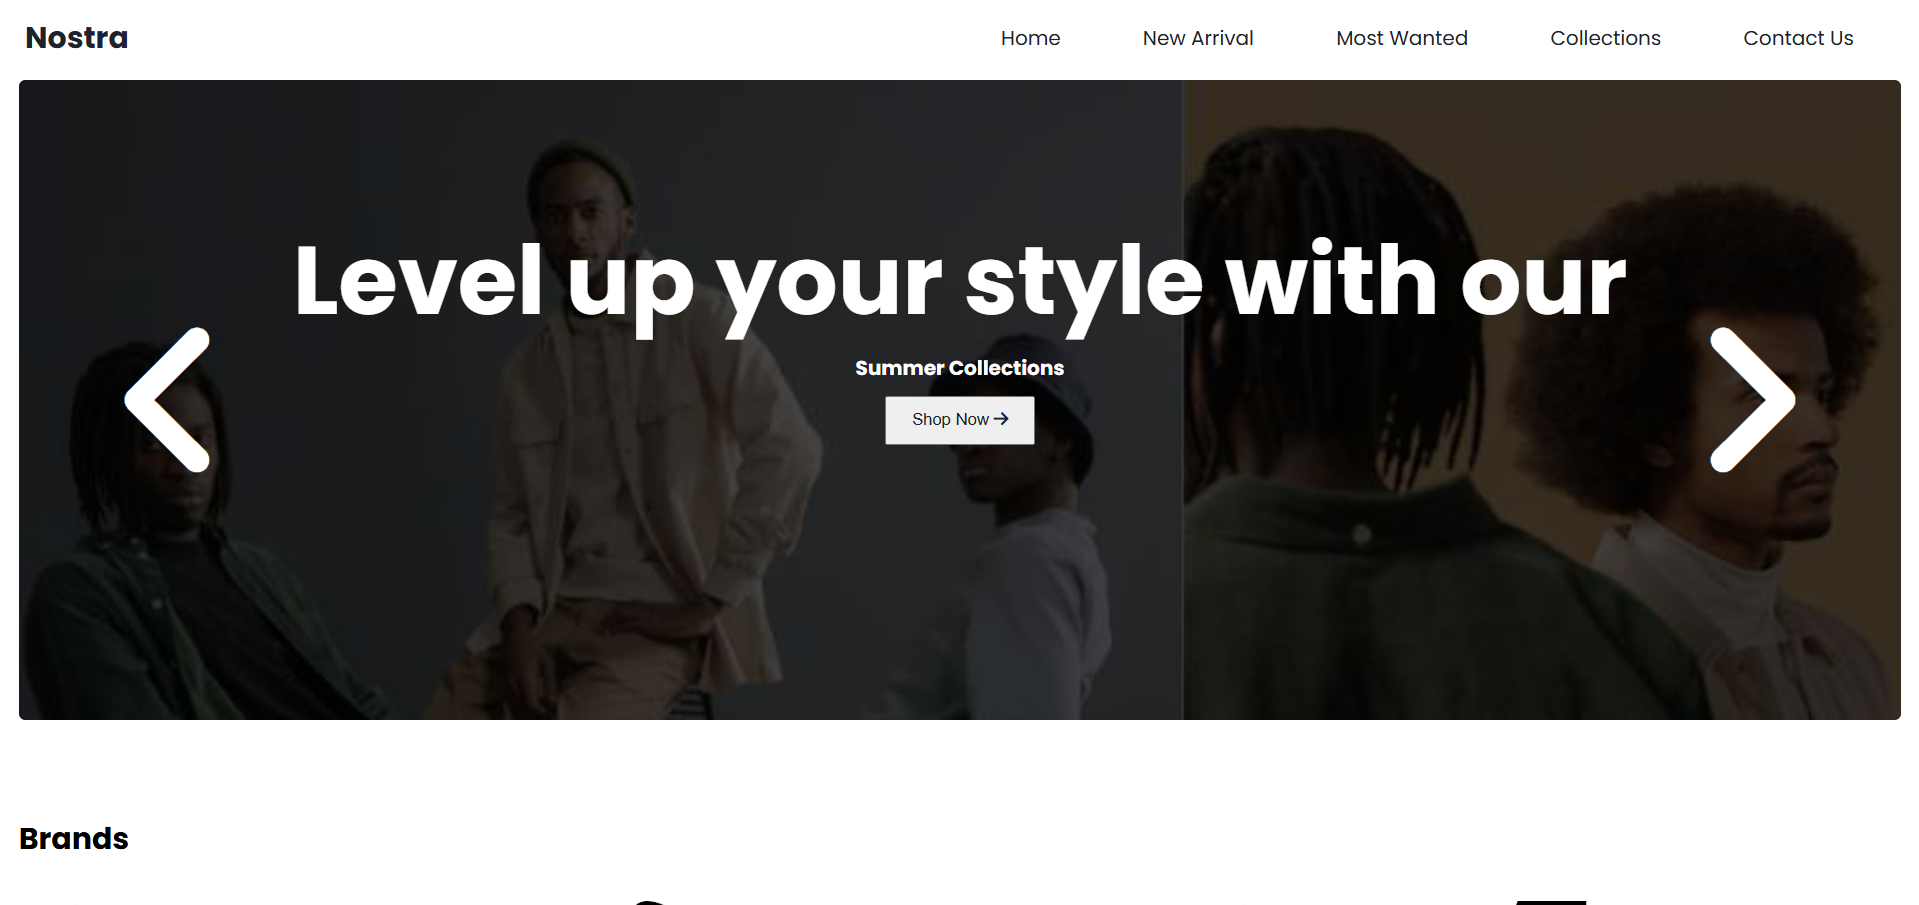 Nostra
Home New Arrival Most Wanted Collections Contact Us
Level up your style with our
Summer Collections
Shop Now
Brands